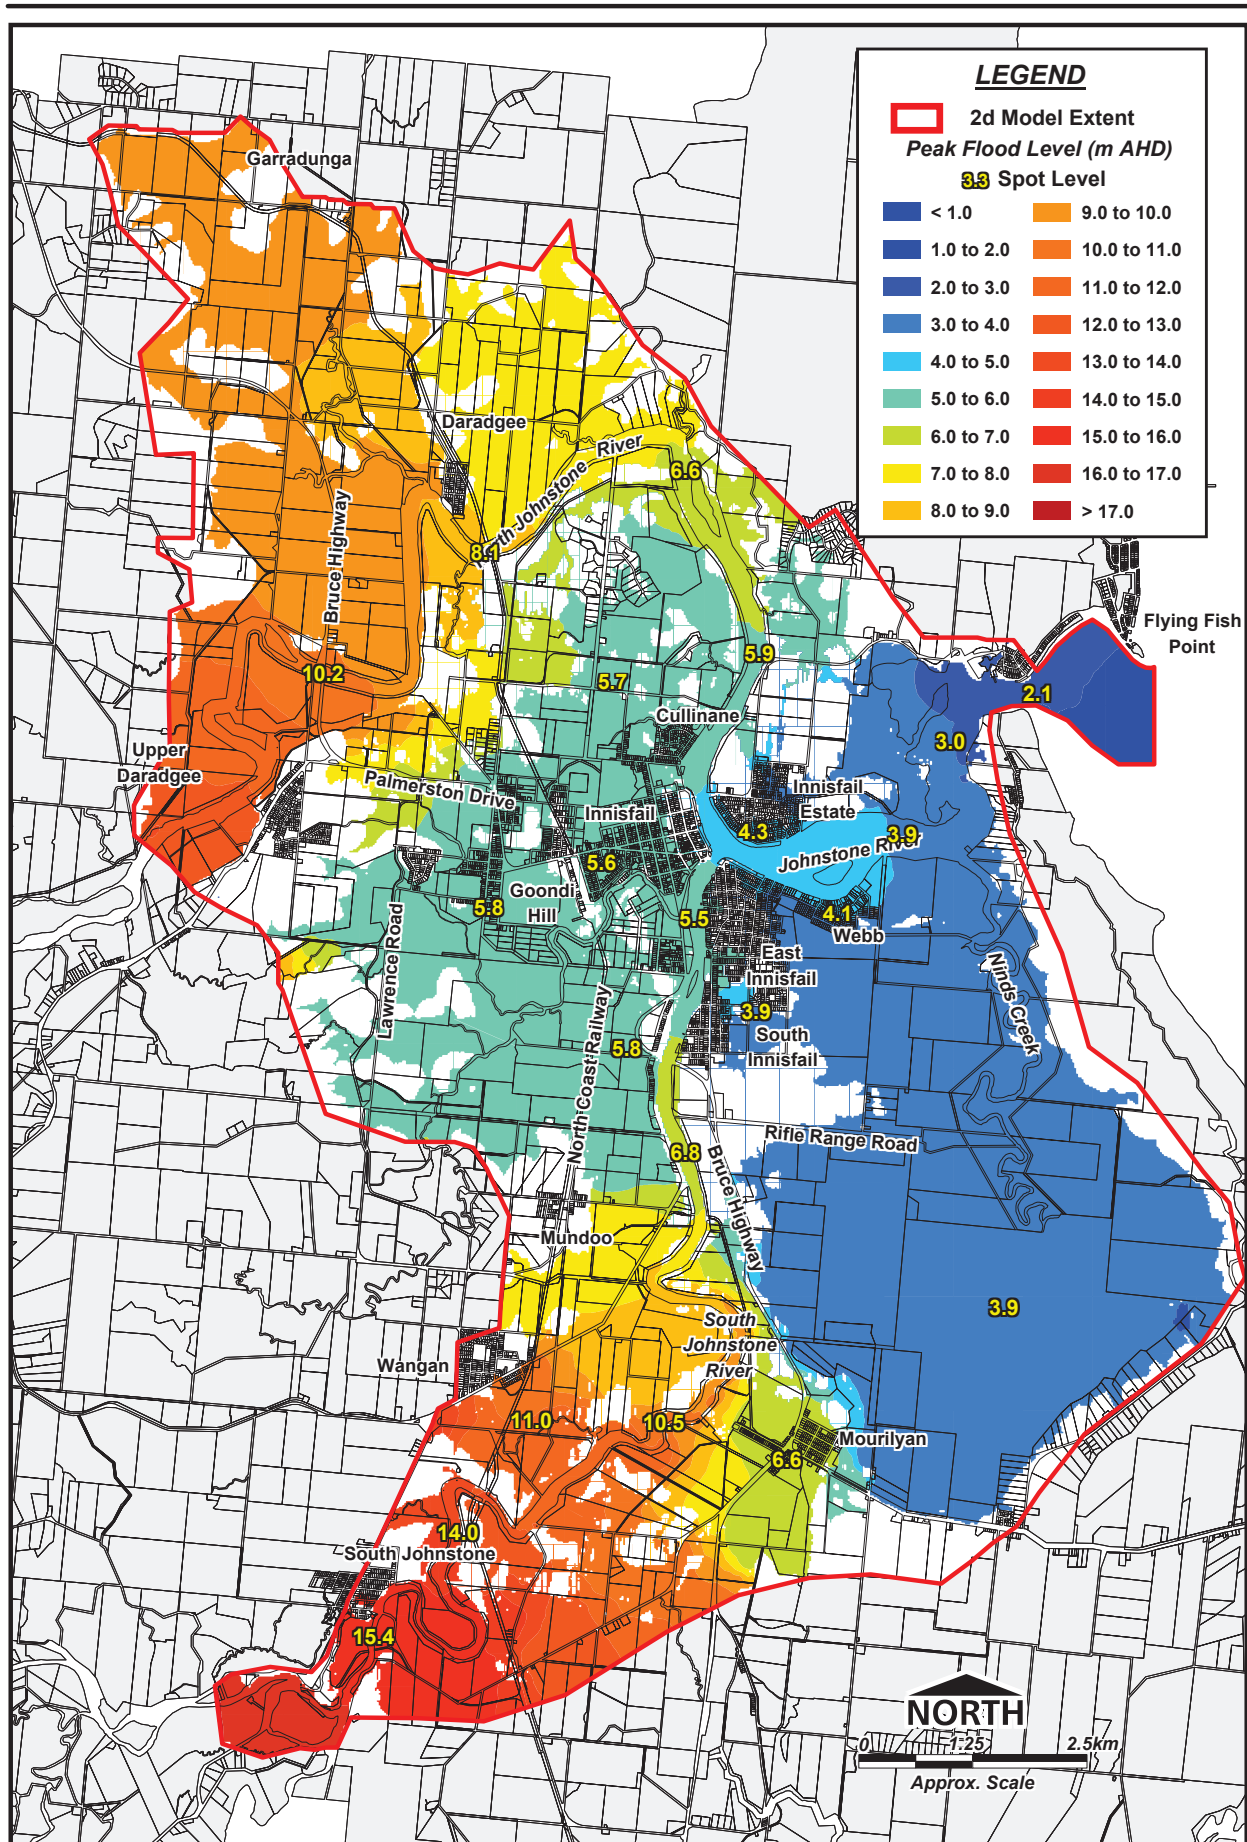 LEGEND
2d Model Extent
Peak Flood Level (m AHD)
3.3 Spot Level
< 1.0
1.0 to 2.0
2.0 to 3.0
3.0 to 4.0
4.0 to 5.0
5.0 to 6.0
6.0 to 7.0
7.0 to 8.0
8.0 to 9.0
9.0 to 10.0
10.0 to 11.0
11.0 to 12.0
12.0 to 13.0
13.0 to 14.0
14.0 to 15.0
15.0 to 16.0
16.0 to 17.0
> 17.0
Garradunga
Daradgee
North Johnstone River
6.6
8.1
Bruce Highway
Flying Fish
Point
5.9
10.2
5.7
2.1
Cullinane
3.0
Upper
Daradgee
Palmerston Drive
Innisfail
Innisfail
Estate
4.3
3.9
Johnstone River
5.6
Goondi
Hill
5.8
5.5
4.1
Webb
Lawrence Road
East
Innisfail
Ninds Creek
3.9
South
Innisfail
North Coast Railway
5.8
Rifle Range Road
6.8
Bruce Highway
Mundoo
3.9
South
Johnstone
River
Wangan
11.0
10.5
Mourilyan
6.6
14.0
South Johnstone
15.4
NORTH
0
1.25
2.5km
Approx. Scale